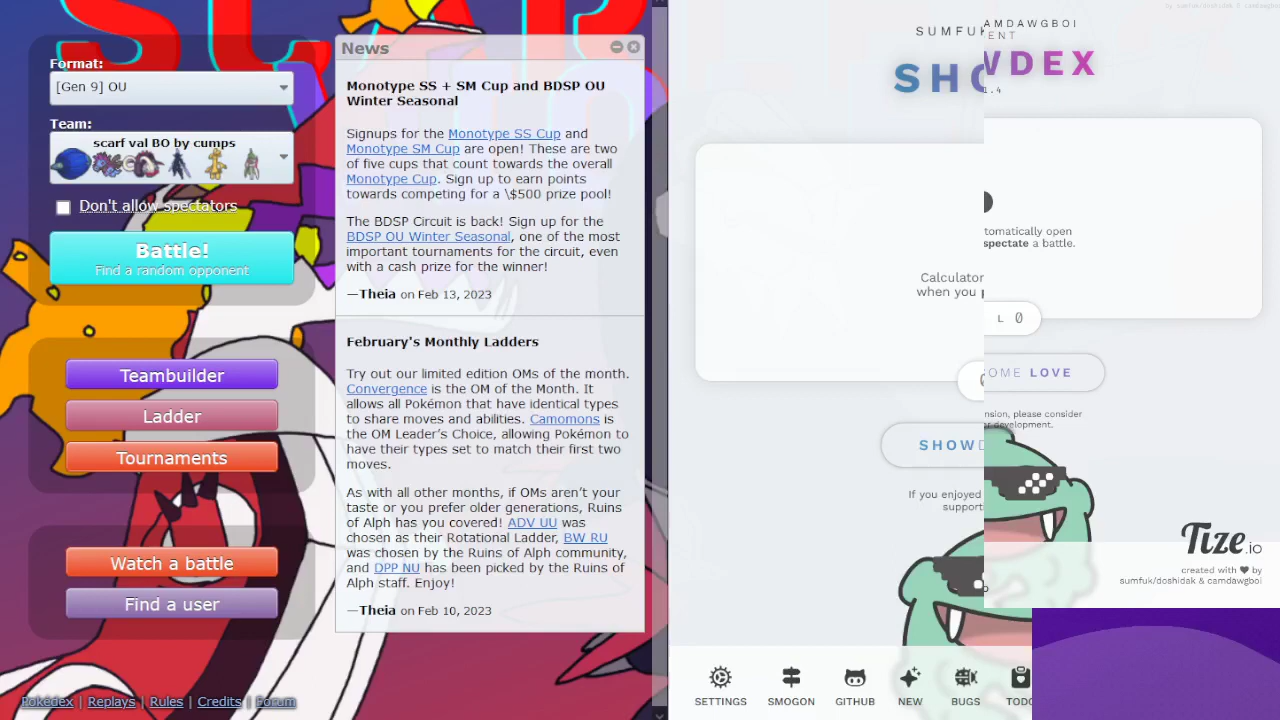 Format:
[Gen 9] OU
Team:
scarf val BO by cumps
Don't allow spectators
Battle!
Find a random opponent
Teambuilder
Ladder
Tournaments
Watch a battle
Find a user
Pokédex | Replays | Rules | Credits | Forum
News
Monotype SS + SM Cup and BDSP OU
Winter Seasonal
Signups for the Monotype SS Cup and
Monotype SM Cup are open! These are two
of five cups that count towards the overall
Monotype Cup. Sign up to earn points
towards competing for a \$500 prize pool!
The BDSP Circuit is back! Sign up for the
BDSP OU Winter Seasonal, one of the most
important tournaments for the circuit, even
with a cash prize for the winner!
—Theia on Feb 13, 2023
February's Monthly Ladders
Try out our limited edition OMs of the month.
Convergence is the OM of the Month. It
allows all Pokémon that have identical types
to share moves and abilities. Camomons is
the OM Leader's Choice, allowing Pokémon to
have their types set to match their first two
moves.
As with all other months, if OMs aren't your
taste or you prefer older generations, Ruins
of Alph has you covered! ADV UU was
chosen as their Rotational Ladder, BW RU
was chosen by the Ruins of Alph community,
and DPP NU has been picked by the Ruins of
Alph staff. Enjoy!
—Theia on Feb 10, 2023
by sumfuk/doshidak & camdawgboi
SUMFUK
SHO
Calculator
when you
SHOWD
If you enjoyed
support
SETTINGS
SMOGON
GITHUB
NEW
BUGS
TODO
AMDAWGBOI
ENT
WDEX
1.4
tomatically open
spectate a battle.
L 0
OME LOVE
nsion, please consider
r development.
Tize.io
created with by
sumfuk/doshidak & camdawgboi